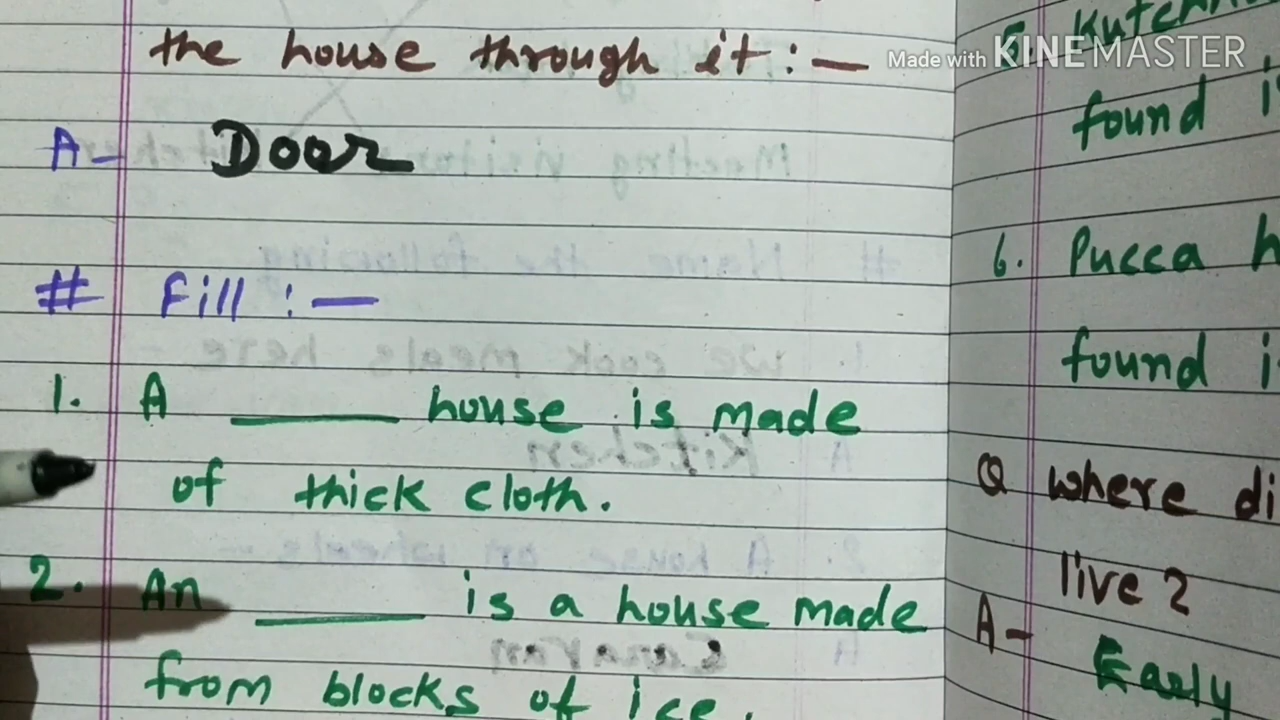 the house through it :—
Made with KINEMASTER
A- Door
# Fill :—
1. A ______ house is made
of thick cloth.
2. An ______ is a house made
from blocks of ice.
found
6. Pucca
found
Q where
live ?
A- Early